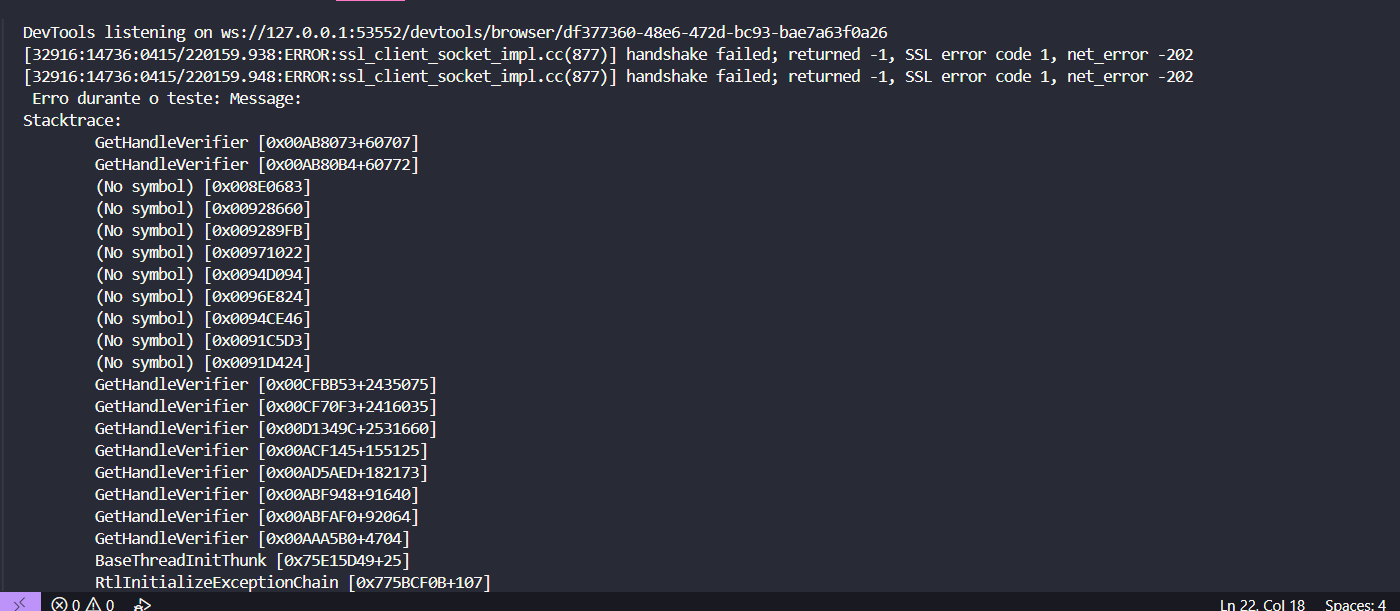 DevTools listening on ws://127.0.0.1:53552/devtools/browser/df377360-48e6-472d-bc93-bae7a63f0a26
[32916:14736:0415/220159.938:ERROR:ssl_client_socket_impl.cc(877)] handshake failed; returned -1, SSL error code 1, net_error -202
[32916:14736:0415/220159.948:ERROR:ssl_client_socket_impl.cc(877)] handshake failed; returned -1, SSL error code 1, net_error -202
Erro durante o teste: Message:
Stacktrace:
GetHandleVerifier [0x00AB8073+60707]
GetHandleVerifier [0x00AB80B4+60772]
(No symbol) [0x008E0683]
(No symbol) [0x00928660]
(No symbol) [0x009289FB]
(No symbol) [0x00971022]
(No symbol) [0x0094D094]
(No symbol) [0x0096E824]
(No symbol) [0x0094CE46]
(No symbol) [0x0091C5D3]
(No symbol) [0x0091D424]
GetHandleVerifier [0x00CFBB53+2435075]
GetHandleVerifier [0x00CF70F3+2416035]
GetHandleVerifier [0x00D1349C+2531660]
GetHandleVerifier [0x00ACF145+155125]
GetHandleVerifier [0x00AD5AED+182173]
GetHandleVerifier [0x00ABF948+91640]
GetHandleVerifier [0x00ABFAF0+92064]
GetHandleVerifier [0x00AAA5B0+4704]
BaseThreadInitThunk [0x75E15D49+25]
RtlInitializeExceptionChain [0x775BCF0B+107]
0 0 Ln 22, Col 18 Spaces: 4